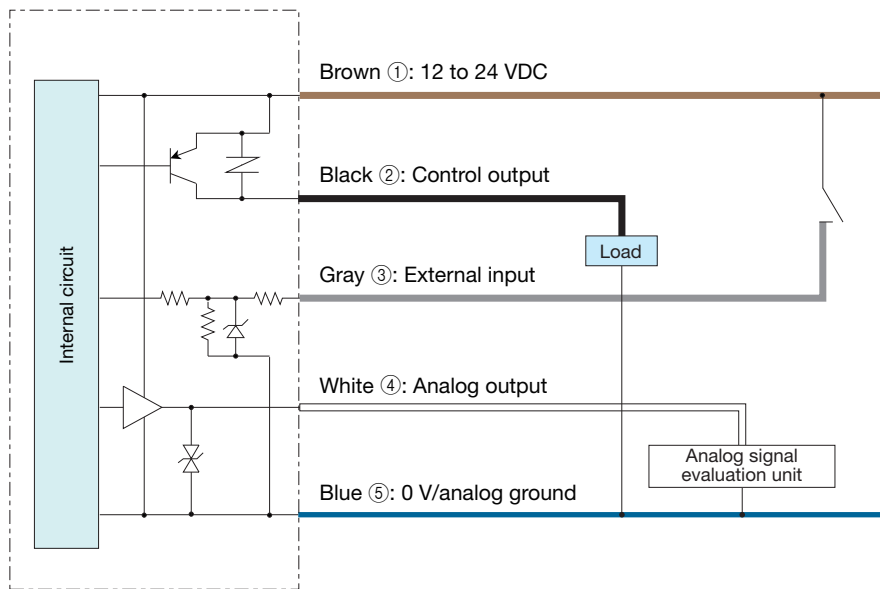 Brown ①: 12 to 24 VDC
Black ②: Control output
Load
Gray ③: External input
Internal circuit
White ④: Analog output
Analog signal
evaluation unit
Blue ⑤: 0 V/analog ground